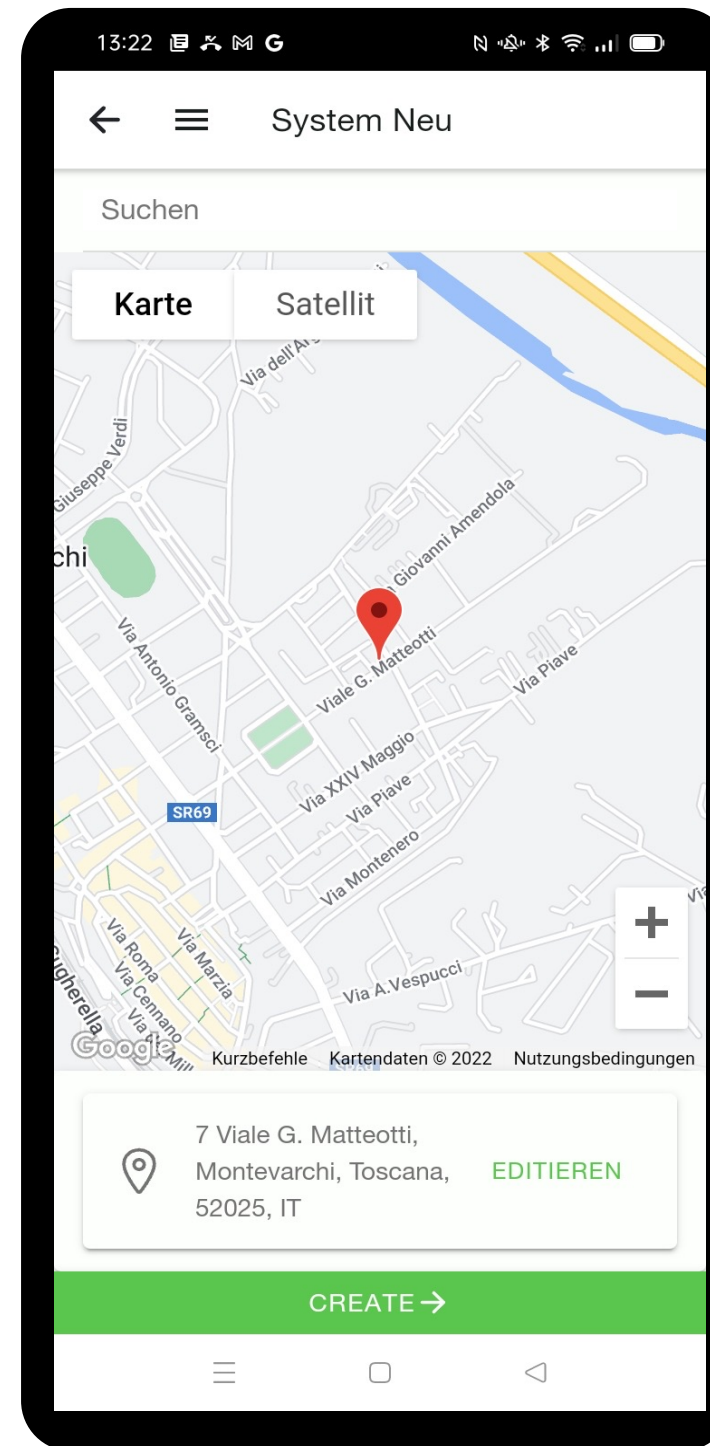 13:22
System Neu
Suchen
Karte
Satellit
Via dell'Ar
Giuseppe Verdi
Giovanni Amendola
chi
Viale G. Matteotti
Via Antonio Gramsci
Via Piave
Via XXIV Maggio
Via Piave
SR69
Via Montenero
Via Roma
Via Marzia
Via Cennano
Via A.Vespucci
Google
Kurzbefehle
Kartendaten © 2022
Nutzungsbedingungen
7 Viale G. Matteotti,
Montevarchi, Toscana,
52025, IT
EDITIEREN
CREATE